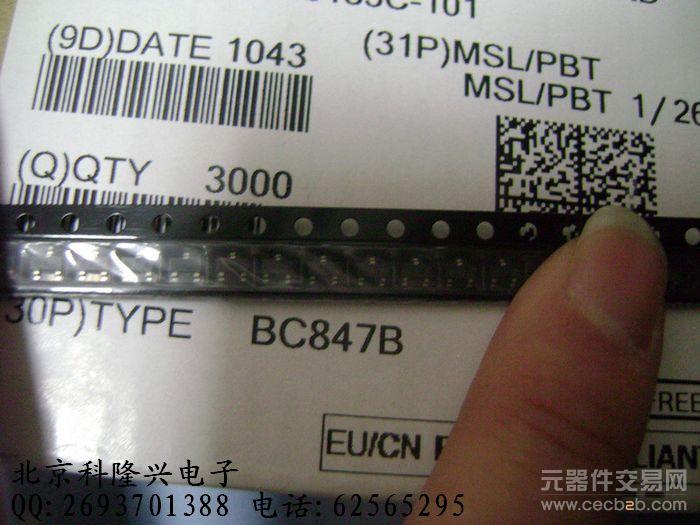 (9D)DATE 1043
(31P)MSL/PBT
MSL/PBT 1/26
(Q)QTY 3000
30P)TYPE BC847B
FREE
EU/CN
LIANT
北京科隆兴电子
QQ: 2693701388 电话: 62565295
元器件交易网
www.cecb2b.com